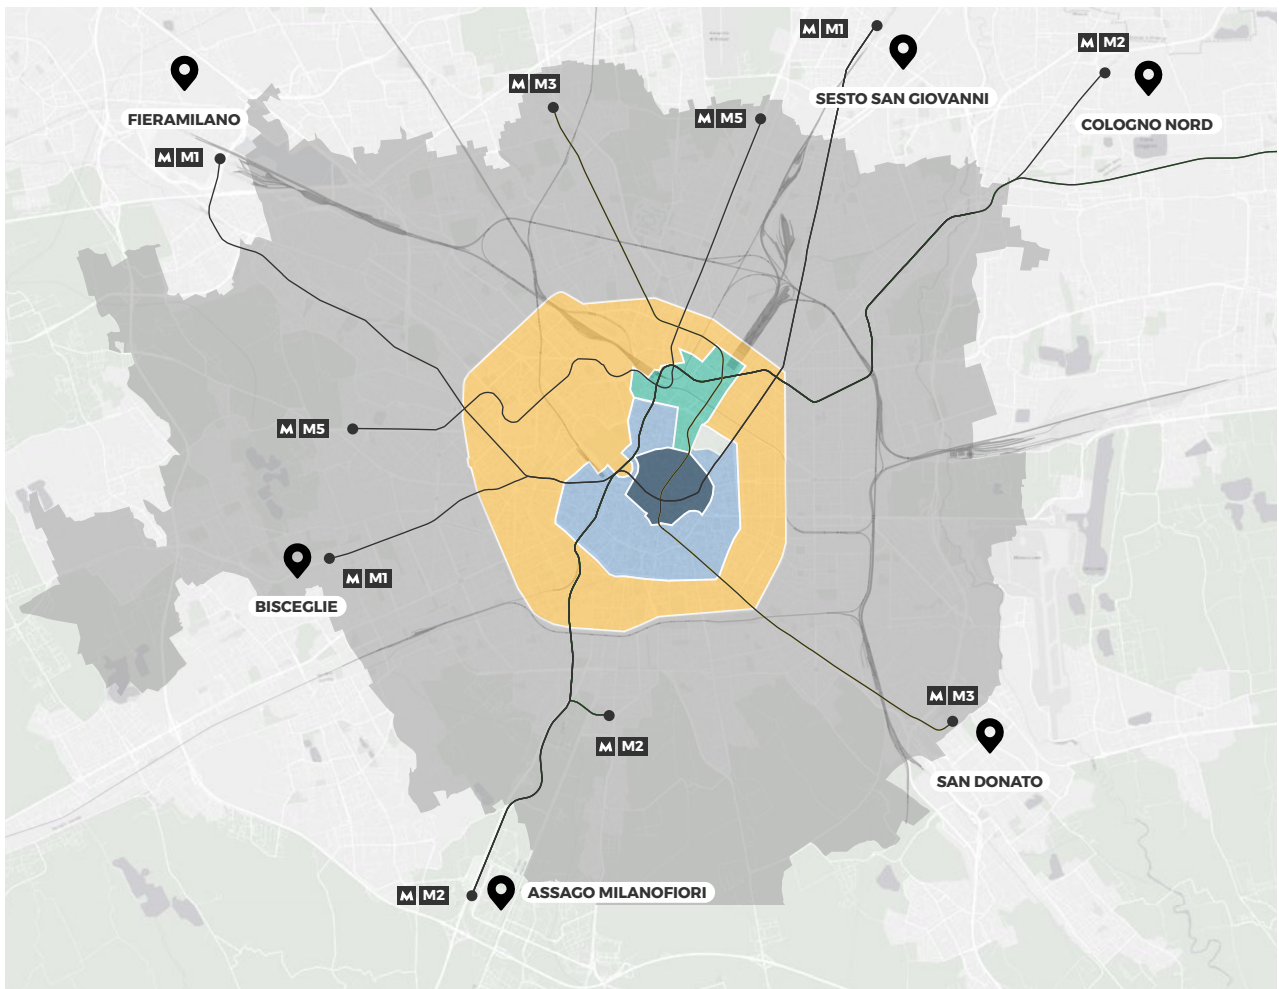 M1
SESTO SAN GIOVANNI
M2
COLOGNO NORD
M3
M5
FIERAMILANO
M1
M5
M1
BISCEGLIE
M3
SAN DONATO
M2
M2
ASSAGO MILANOFIORI